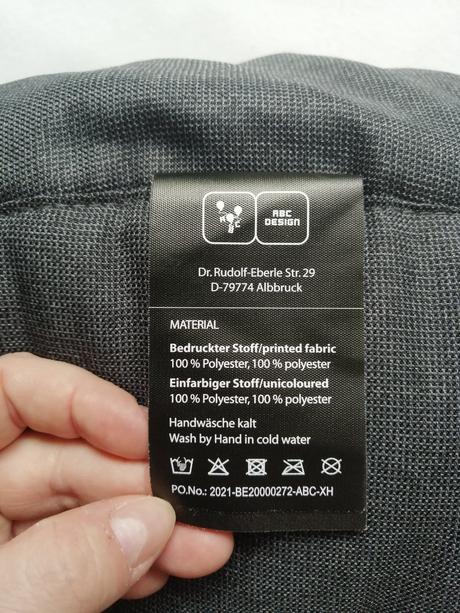 ABC
DESIGN
Dr. Rudolf-Eberle Str. 29
D-79774 Albbruck
MATERIAL
Bedruckter Stoff/printed fabric
100 % Polyester, 100 % polyester
Einfarbiger Stoff/unicoloured
100 % Polyester, 100 % polyester
Handwäsche kalt
Wash by Hand in cold water
PO.No.: 2021-BE20000272-ABC-XH